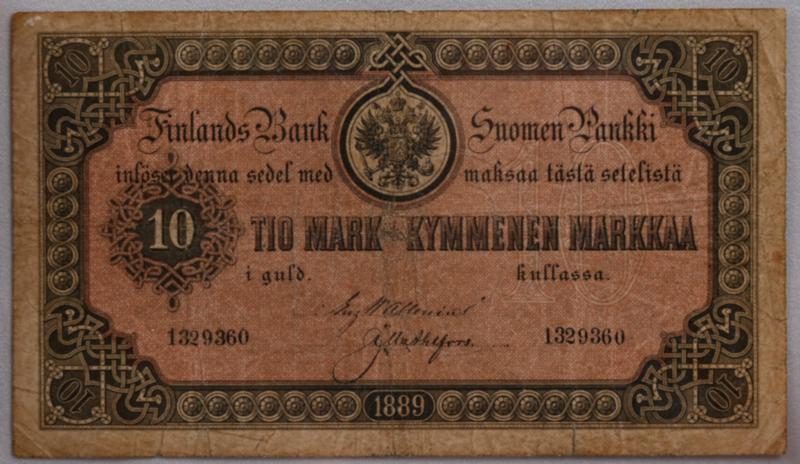 10 10
Finlands Bank Suomen Pankki
inlöser denna sedel med maksaa tästä setelistä
10
10 TIO MARK - KYMMENEN MARKKAA
i guld. kullassa.
1329360 1329360
10 1889 10